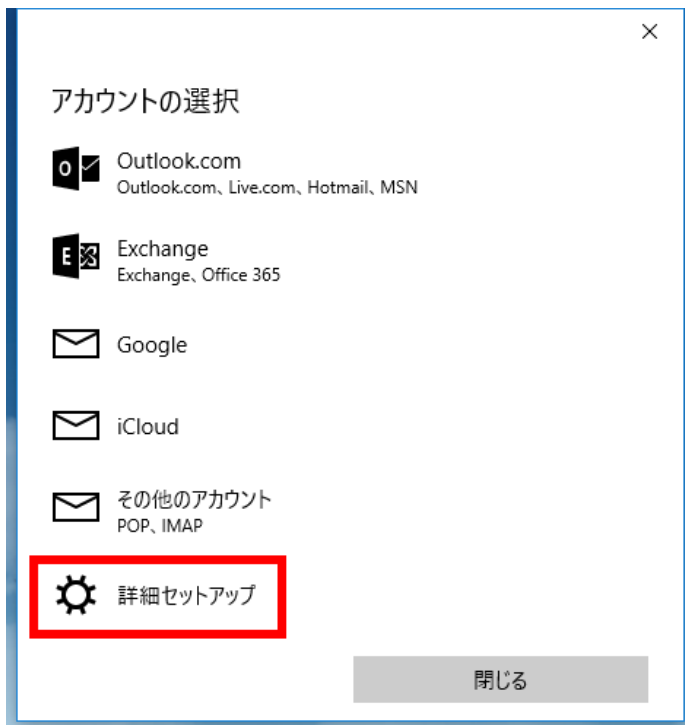 アカウントの選択
Outlook.com
Outlook.com、Live.com、Hotmail、MSN
Exchange
Exchange、Office 365
Google
iCloud
その他のアカウント
POP、IMAP
詳細セットアップ
閉じる